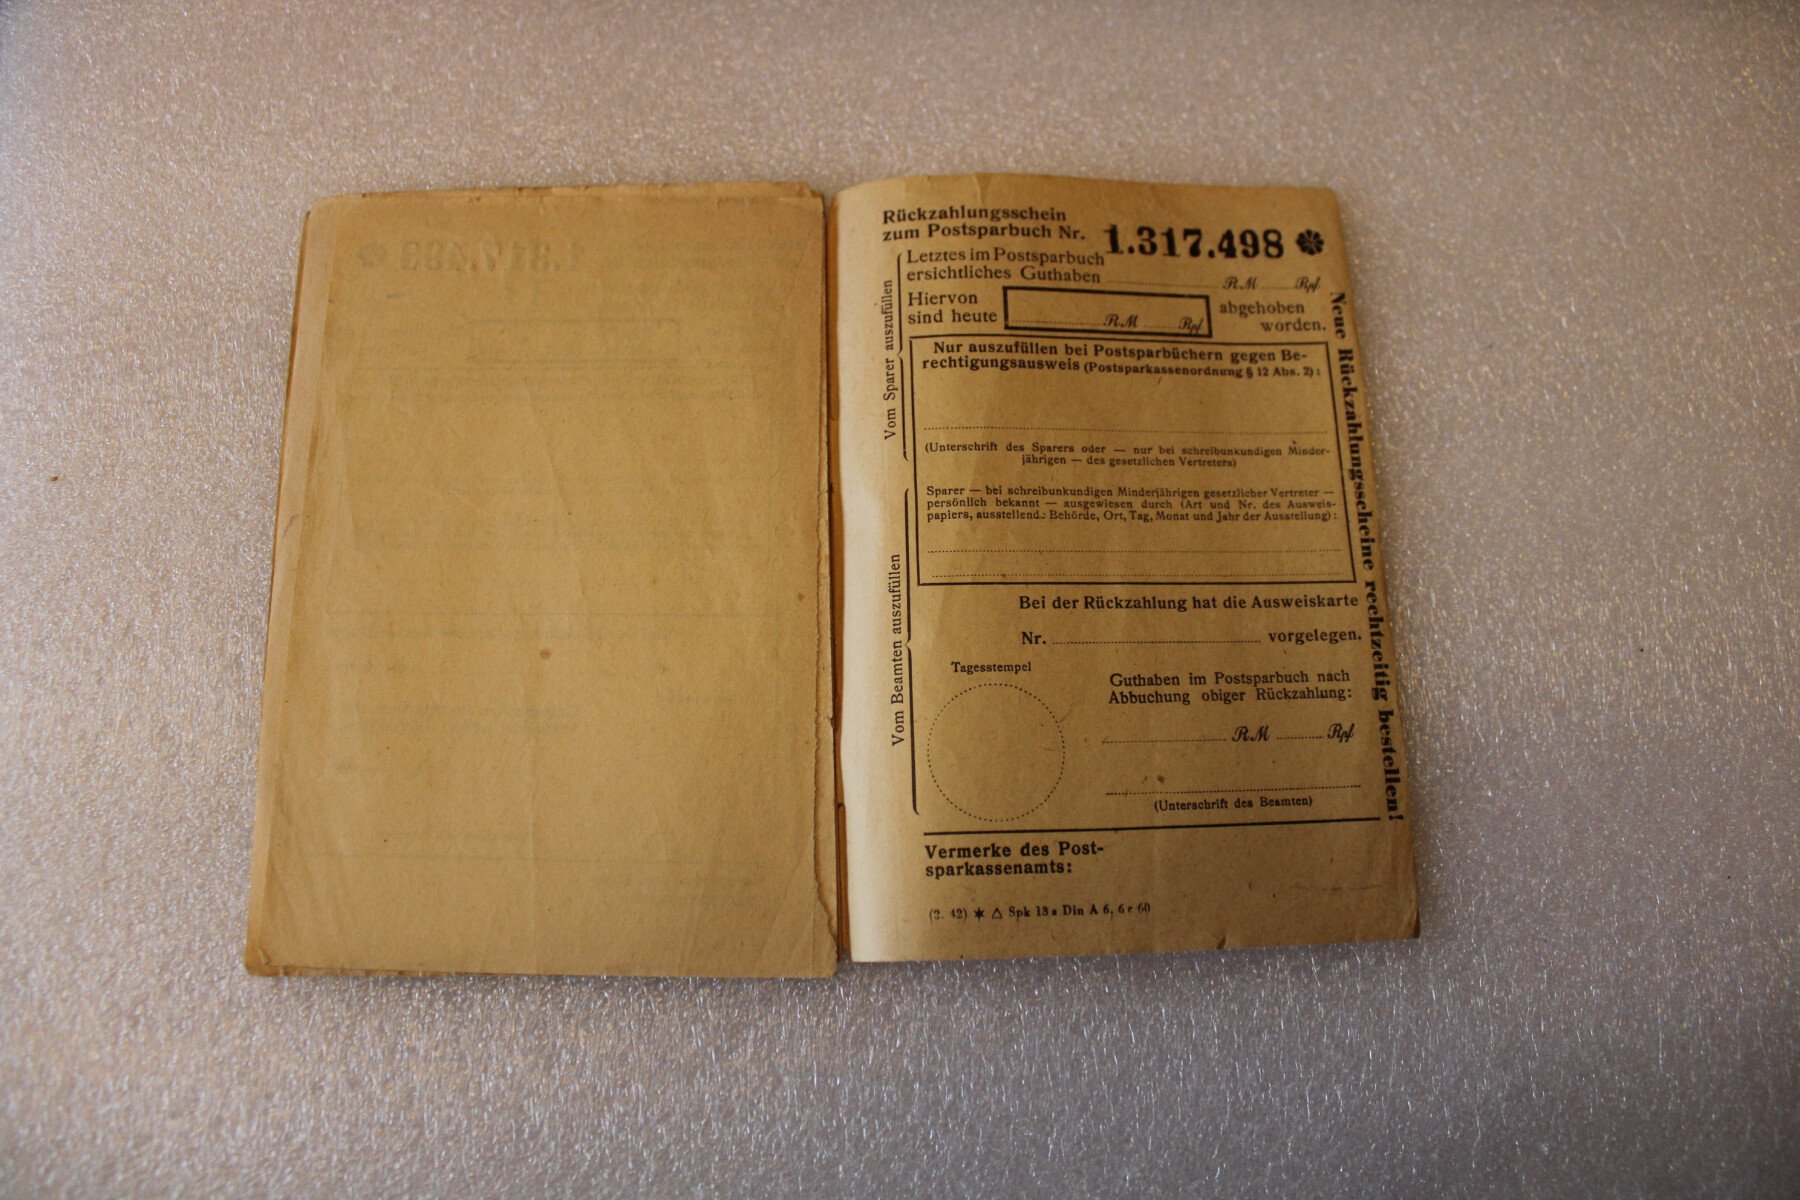 Rückzahlungsschein
zum Postsparbuch Nr. 1.317.498
Letztes im Postsparbuch
ersichtliches Guthaben RM Rpf
Hiervon
sind heute RM Rpf abgehoben
worden.
Vom Sparer auszufüllen
Nur auszufüllen bei Postsparbüchern gegen Be-
rechtigungsausweis (Postsparkassenordnung § 12 Abs. 2):
(Unterschrift des Sparers oder — nur bei schreibunkundigen Minder-
jährigen — des gesetzlichen Vertreters)
Sparer — bei schreibunkundigen Minderjährigen gesetzlicher Vertreter —
persönlich bekannt — ausgewiesen durch (Art und Nr. des Ausweis-
papiers, ausstellende Behörde, Ort, Tag, Monat und Jahr der Ausstellung):
Vom Beamten auszufüllen
Bei der Rückzahlung hat die Ausweiskarte
Nr. vorgelegen.
Tagesstempel
Guthaben im Postsparbuch nach
Abbuchung obiger Rückzahlung:
RM Rpf
(Unterschrift des Beamten)
Neue Rückzahlungsscheine rechtzeitig bestellen!
Vermerke des Post-
sparkassenamts:
(2. 42) ✶ △ Spk 13a Din A 6, 6c 60